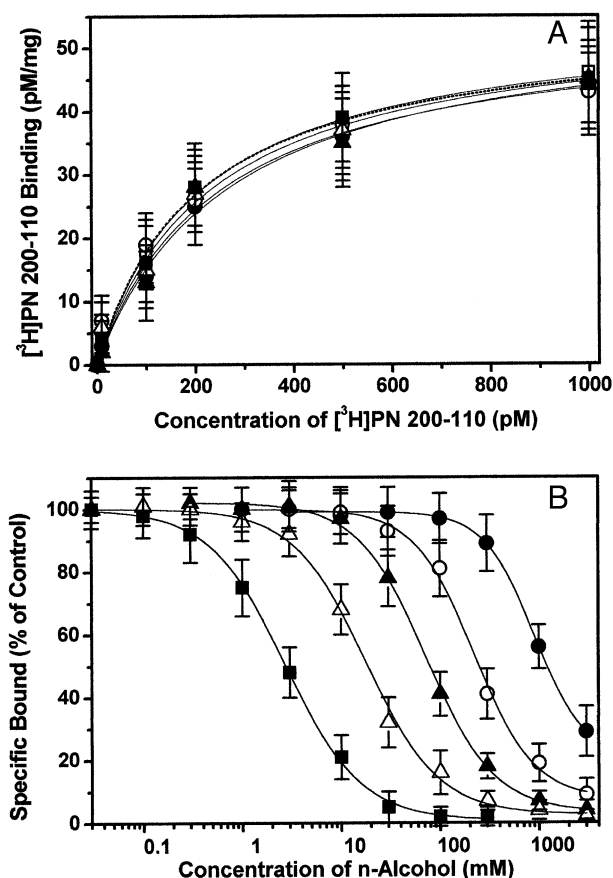 A
[³H]PN 200-110 Binding (pM/mg)
50
40
30
20
10
0
0 200 400 600 800 1000
Concentration of [³H]PN 200-110 (pM)
B
Specific Bound (% of Control)
100
80
60
40
20
0
0.1 1 10 100 1000
Concentration of n-Alcohol (mM)